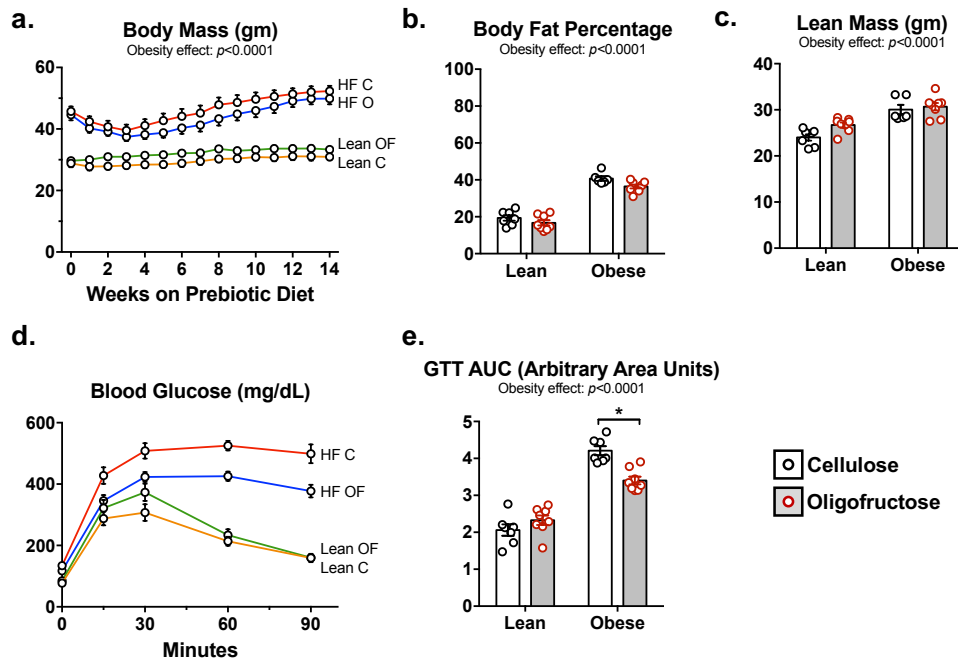 a.
Body Mass (gm)
Obesity effect: p<0.0001
60
40
20
0
0 2 4 6 8 10 12 14
HF C
HF O
Lean OF
Lean C
Weeks on Prebiotic Diet
b.
Body Fat Percentage
Obesity effect: p<0.0001
100
80
60
40
20
0
Lean Obese
c.
Lean Mass (gm)
Obesity effect: p<0.0001
40
30
20
10
0
Lean Obese
d.
Blood Glucose (mg/dL)
600
400
200
0
0 30 60 90
HF C
HF OF
Lean OF
Lean C
Minutes
e.
GTT AUC (Arbitrary Area Units)
Obesity effect: p<0.0001
*
5
4
3
2
1
0
Lean Obese
Cellulose
Oligofructose